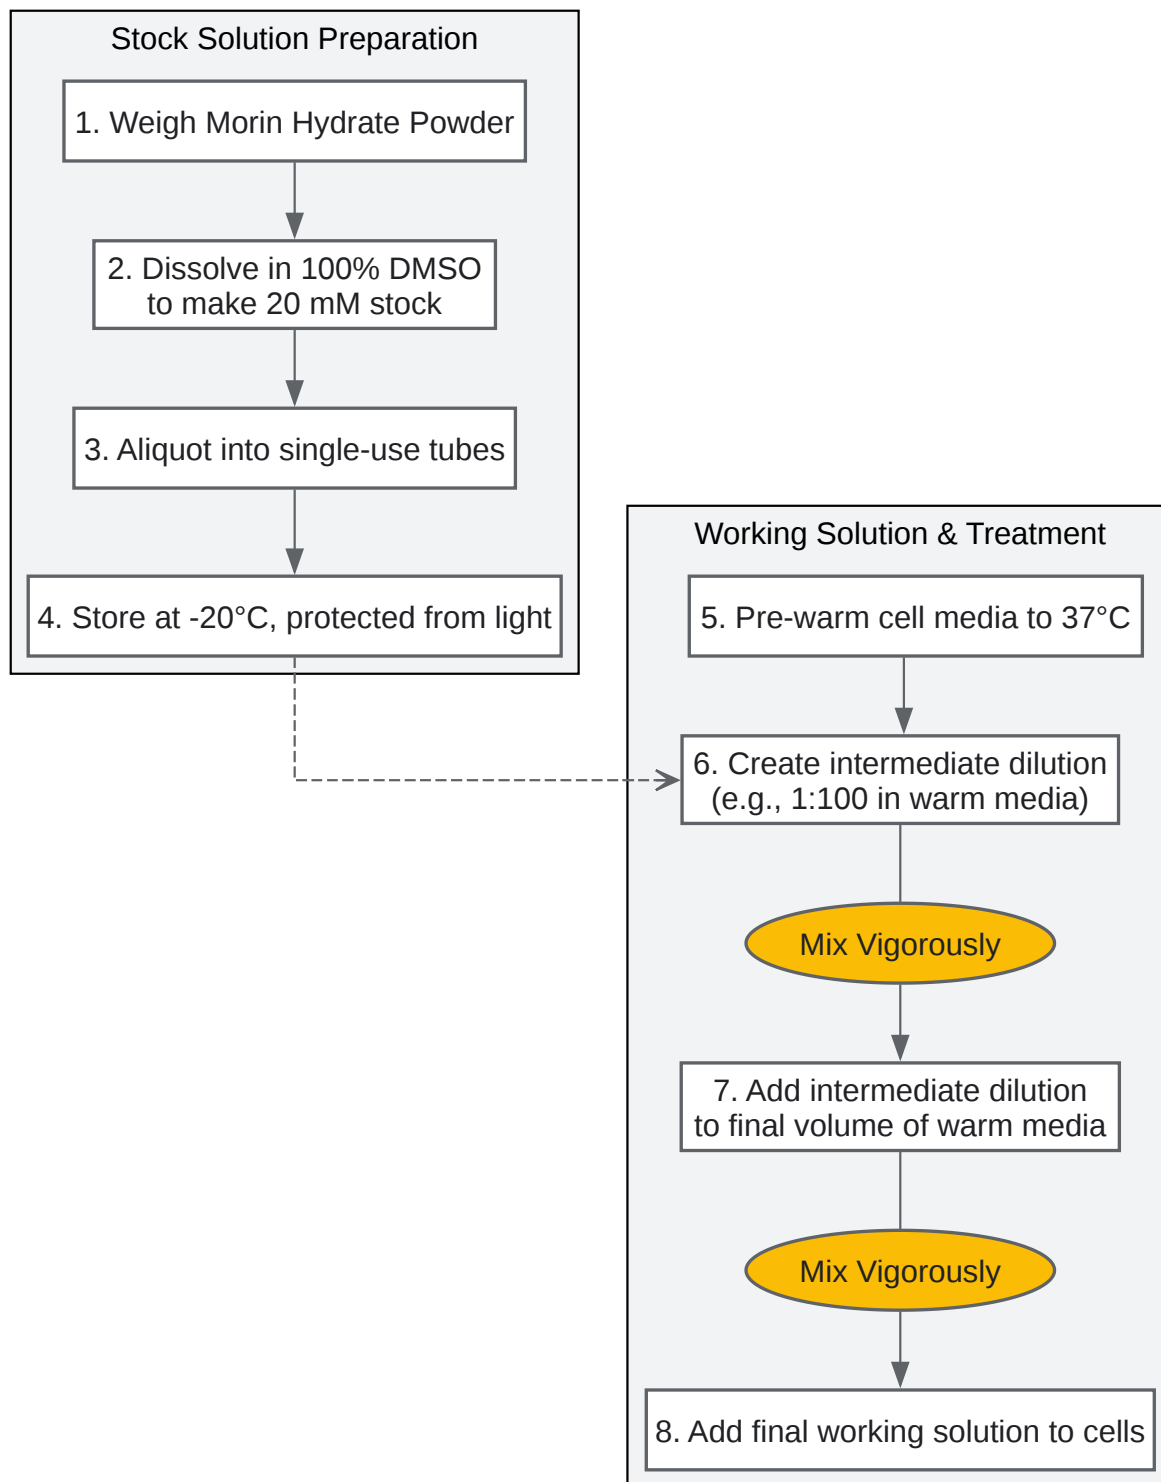 Stock Solution Preparation
1. Weigh Morin Hydrate Powder
2. Dissolve in 100% DMSO
to make 20 mM stock
3. Aliquot into single-use tubes
4. Store at -20°C, protected from light
Working Solution & Treatment
5. Pre-warm cell media to 37°C
6. Create intermediate dilution
(e.g., 1:100 in warm media)
Mix Vigorously
7. Add intermediate dilution
to final volume of warm media
Mix Vigorously
8. Add final working solution to cells